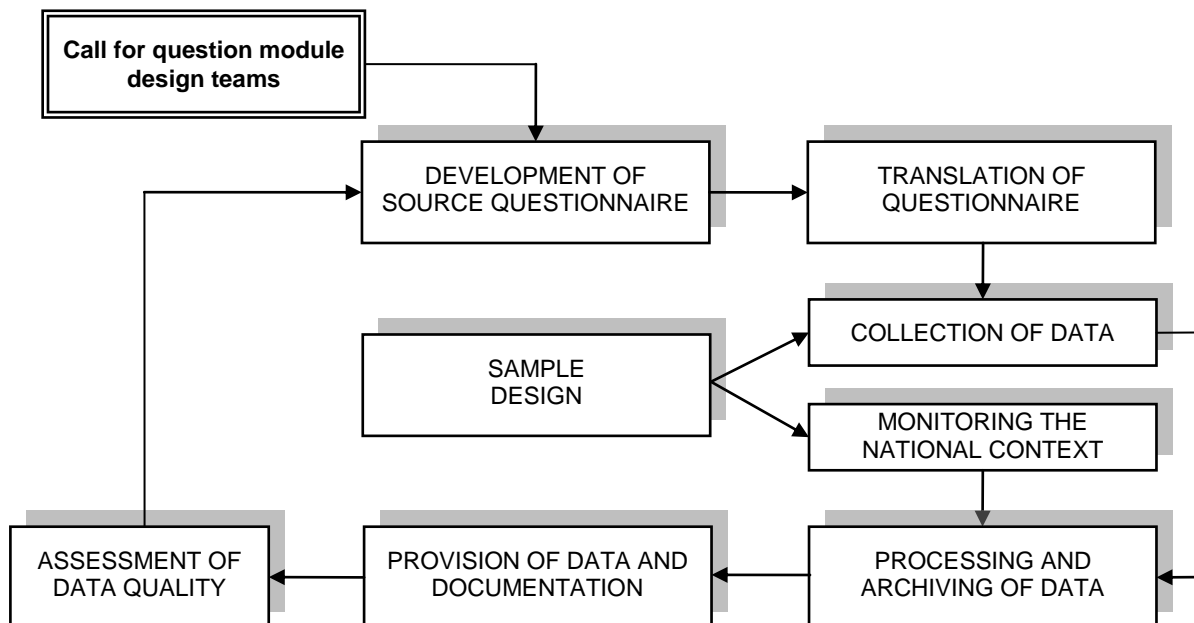 Call for question module
design teams
DEVELOPMENT OF
SOURCE QUESTIONNAIRE
TRANSLATION OF
QUESTIONNAIRE
COLLECTION OF DATA
SAMPLE
DESIGN
MONITORING THE
NATIONAL CONTEXT
ASSESSMENT OF
DATA QUALITY
PROVISION OF DATA AND
DOCUMENTATION
PROCESSING AND
ARCHIVING OF DATA